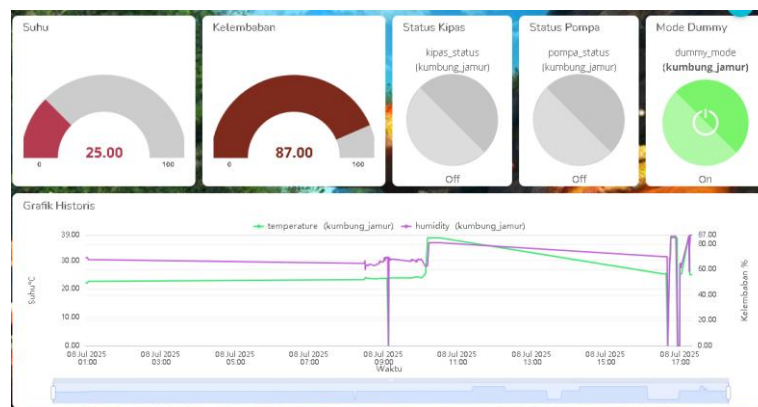 Suhu
25.00
0
100
Kelembaban
87.00
0
100
Status Kipas
kipas_status
(kumbung_jamur)
Off
Status Pompa
pompa_status
(kumbung_jamur)
Off
Mode Dummy
dummy_mode
(kumbung_jamur)
On
Grafik Historis
temperature (kumbung_jamur) humidity (kumbung_jamur)
39.00
30.00
20.00
10.00
0.00
Suhu°C
87.00
80.00
60.00
40.00
20.00
0.00
Kelembaban %
08 Jul 2025
01:00
08 Jul 2025
03:00
08 Jul 2025
05:00
08 Jul 2025
07:00
08 Jul 2025
09:00
08 Jul 2025
11:00
08 Jul 2025
13:00
08 Jul 2025
15:00
08 Jul 2025
17:00
Waktu